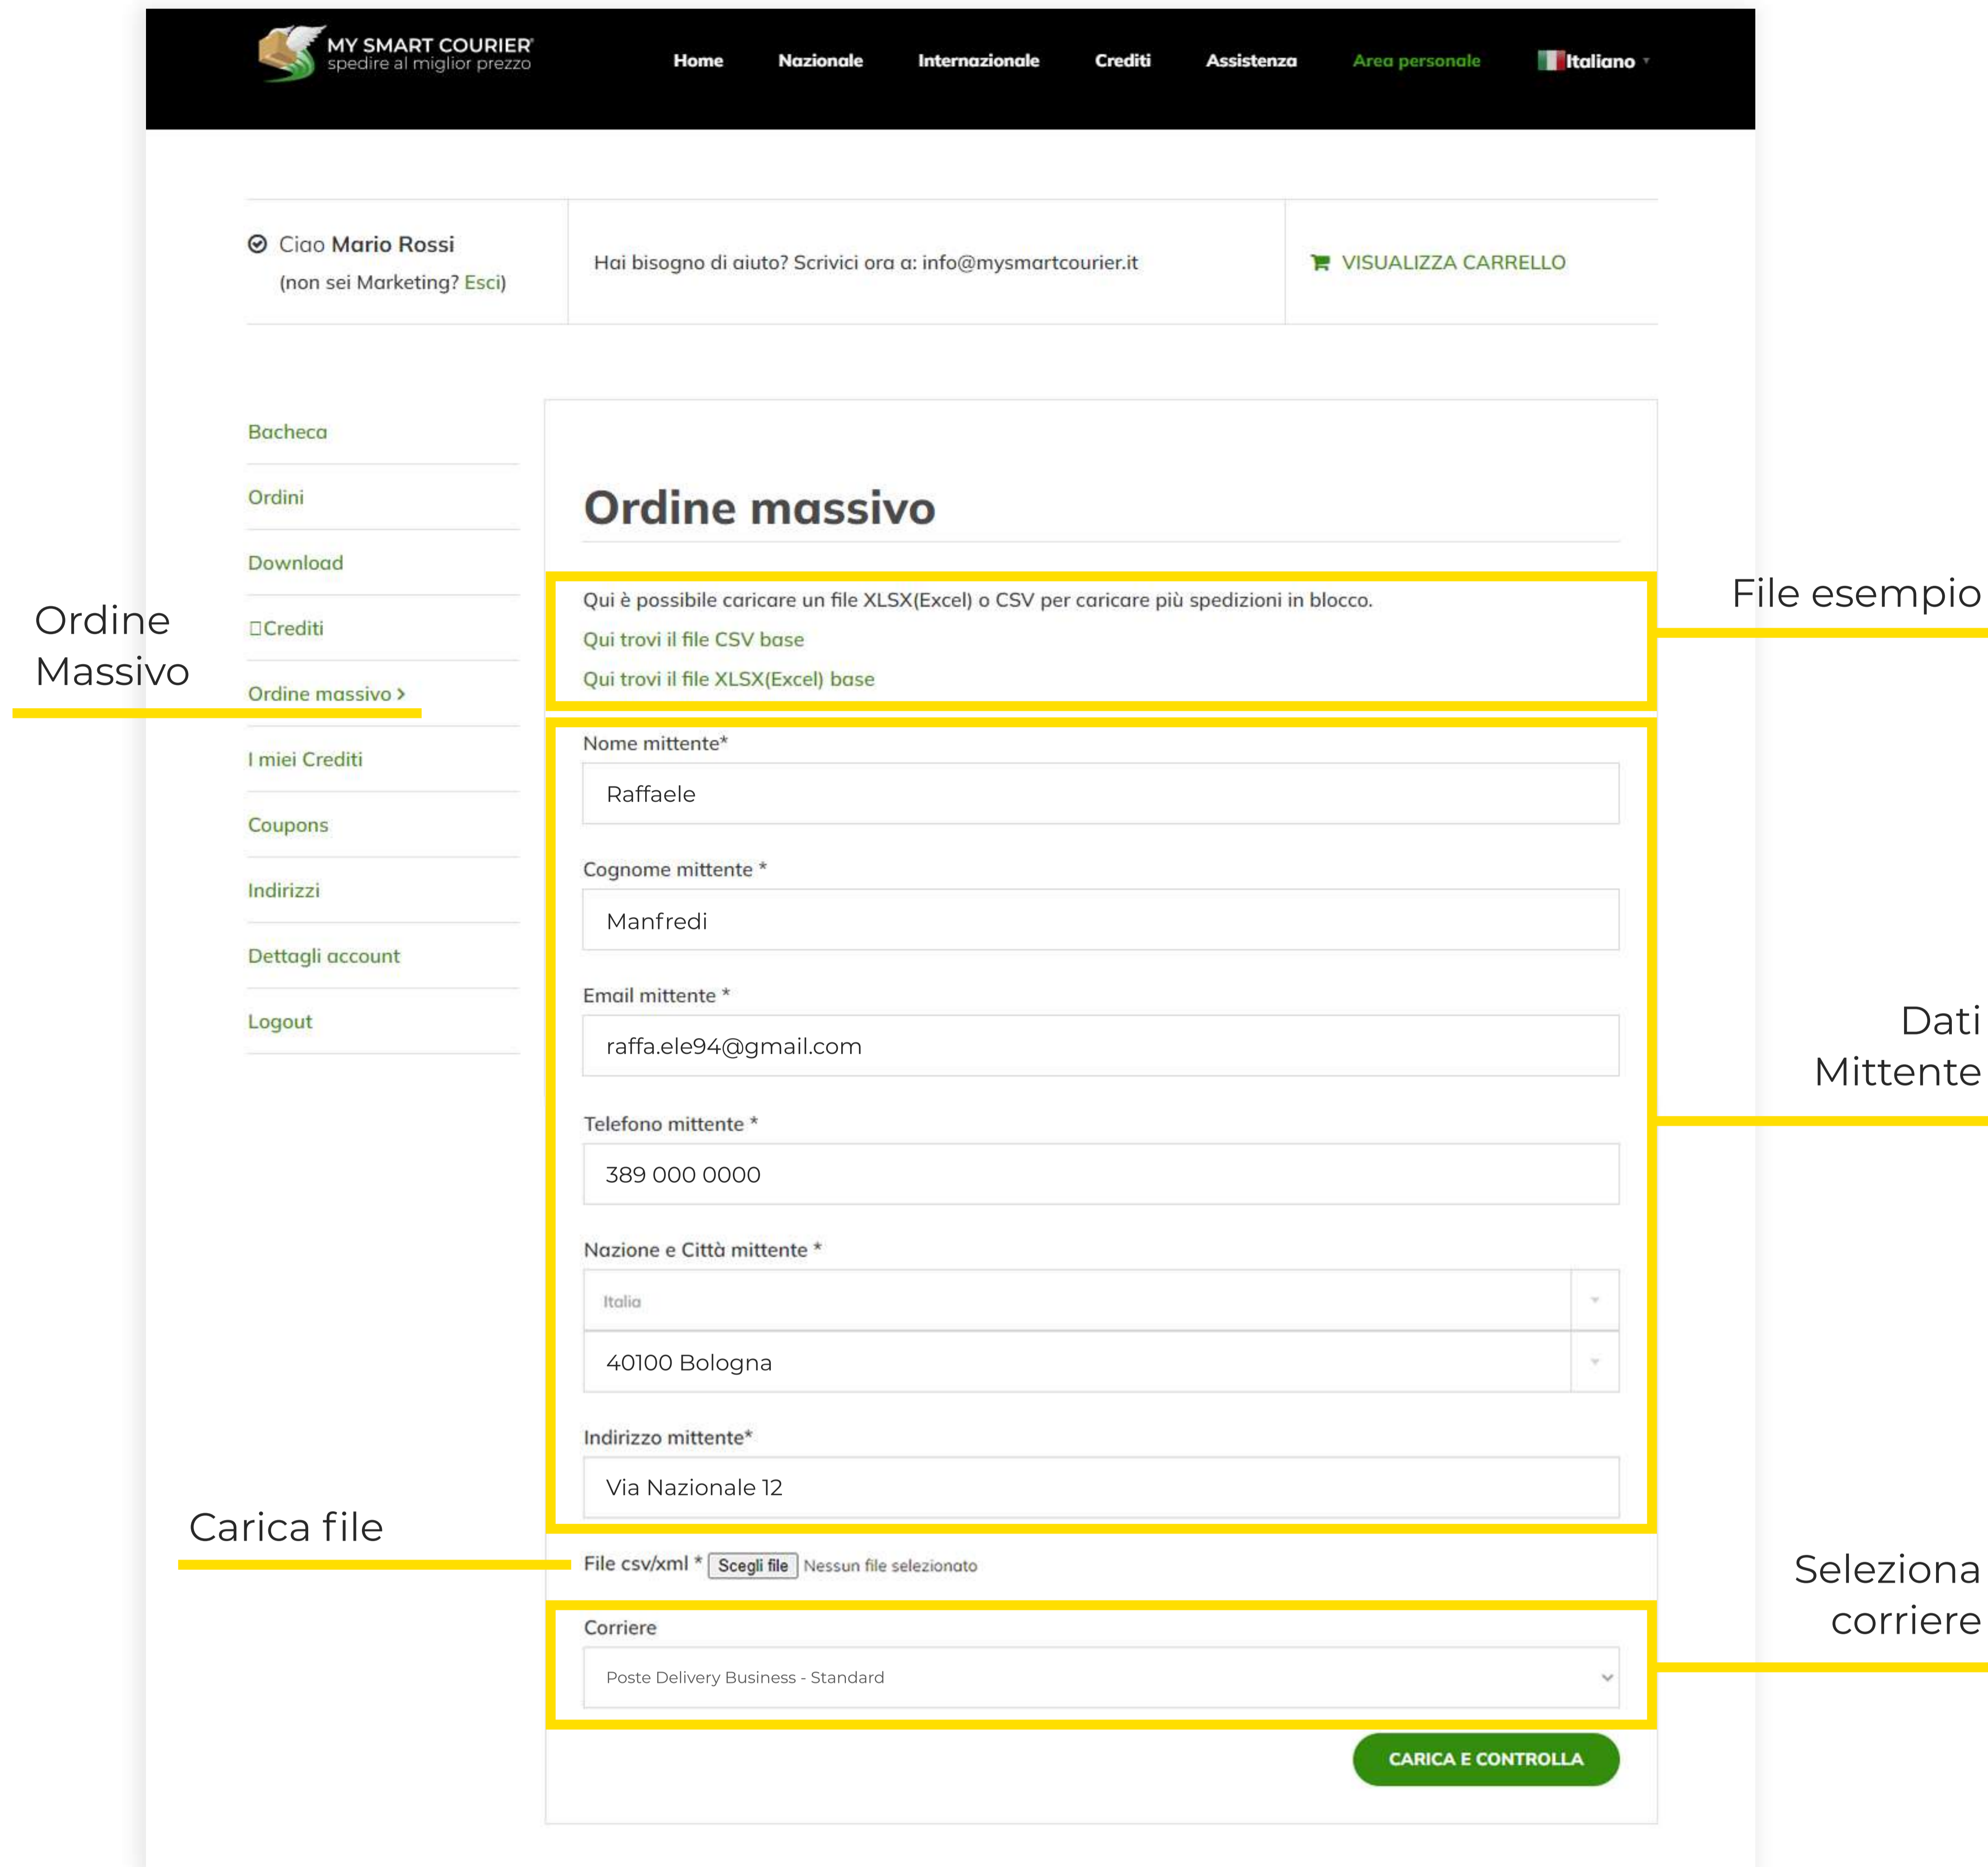 MY SMART COURIER®
spedire al miglior prezzo
Home Nazionale Internazionale Crediti Assistenza Area personale Italiano
Ciao Mario Rossi
(non sei Marketing? Esci)
Hai bisogno di aiuto? Scrivici ora a: info@mysmartcourier.it
VISUALIZZA CARRELLO
Bacheca
Ordini
Download
Crediti
Ordine massivo >
I miei Crediti
Coupons
Indirizzi
Dettagli account
Logout
Ordine
Massivo
Ordine massivo
Qui è possibile caricare un file XLSX(Excel) o CSV per caricare più spedizioni in blocco.
Qui trovi il file CSV base
Qui trovi il file XLSX(Excel) base
File esempio
Nome mittente*
Raffaele
Cognome mittente *
Manfredi
Email mittente *
raffa.ele94@gmail.com
Telefono mittente *
389 000 0000
Nazione e Città mittente *
Italia
40100 Bologna
Indirizzo mittente*
Via Nazionale 12
Dati
Mittente
Carica file
File csv/xml * Scegli file Nessun file selezionato
Corriere
Poste Delivery Business - Standard
Seleziona
corriere
CARICA E CONTROLLA